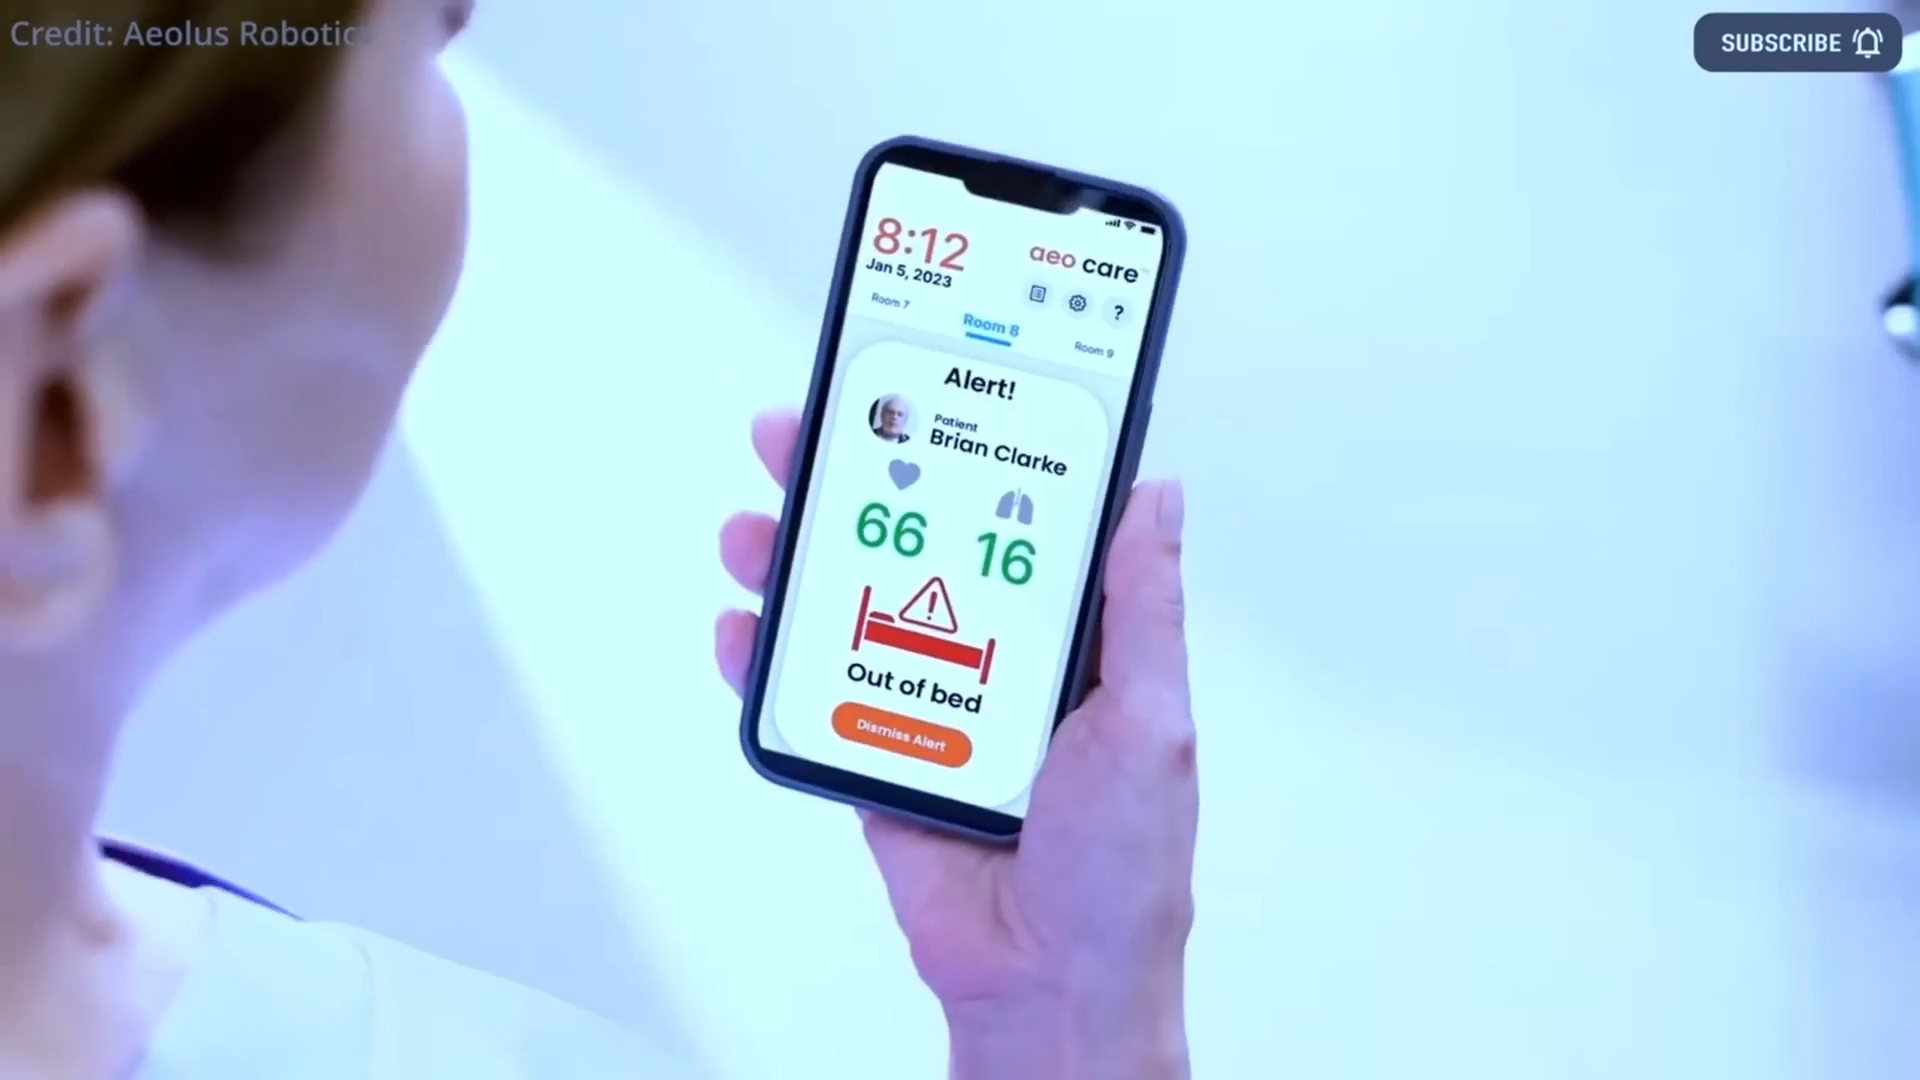 Credit: Aeolus Robotics
SUBSCRIBE
8:12
Jan 5, 2023
aeo care
?
Room 7
Room 8
Room 9
Alert!
Patient
Brian Clarke
66
16
!
Out of bed
Dismiss Alert